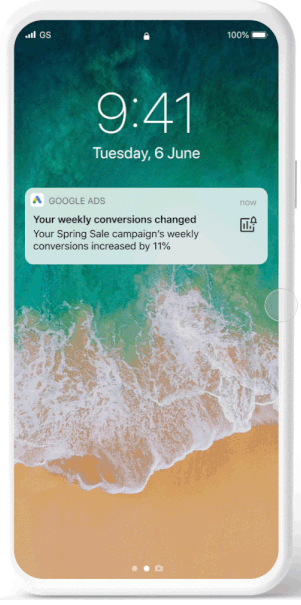 GS 100%
9:41
Tuesday, 6 June
GOOGLE ADS now
Your weekly conversions changed
Your Spring Sale campaign's weekly
conversions increased by 11%